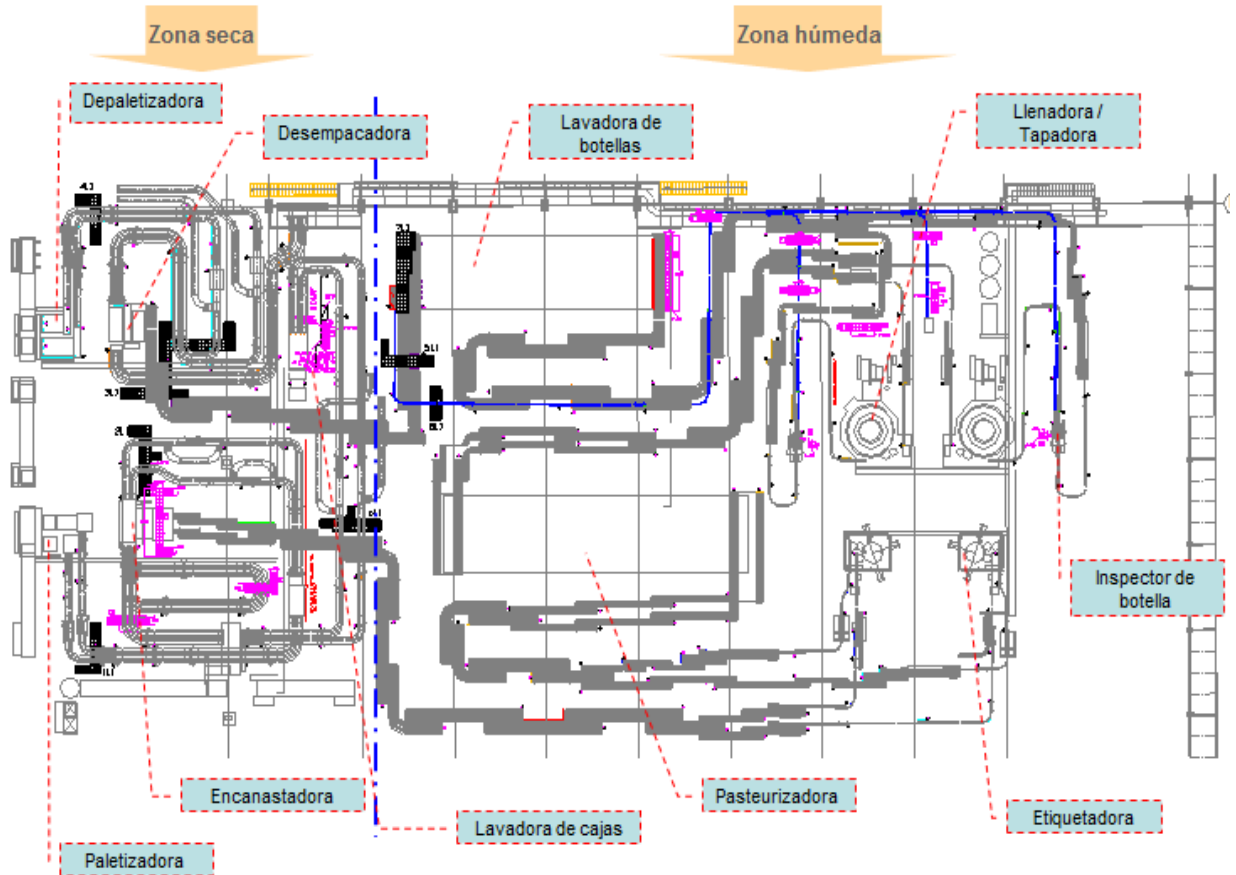 Zona seca
Zona húmeda
Depaletizadora
Desempacadora
Lavadora de
botellas
Llenadora /
Tapadora
Inspector de
botella
Encanastadora
Pasteurizadora
Etiquetadora
Lavadora de cajas
Paletizadora